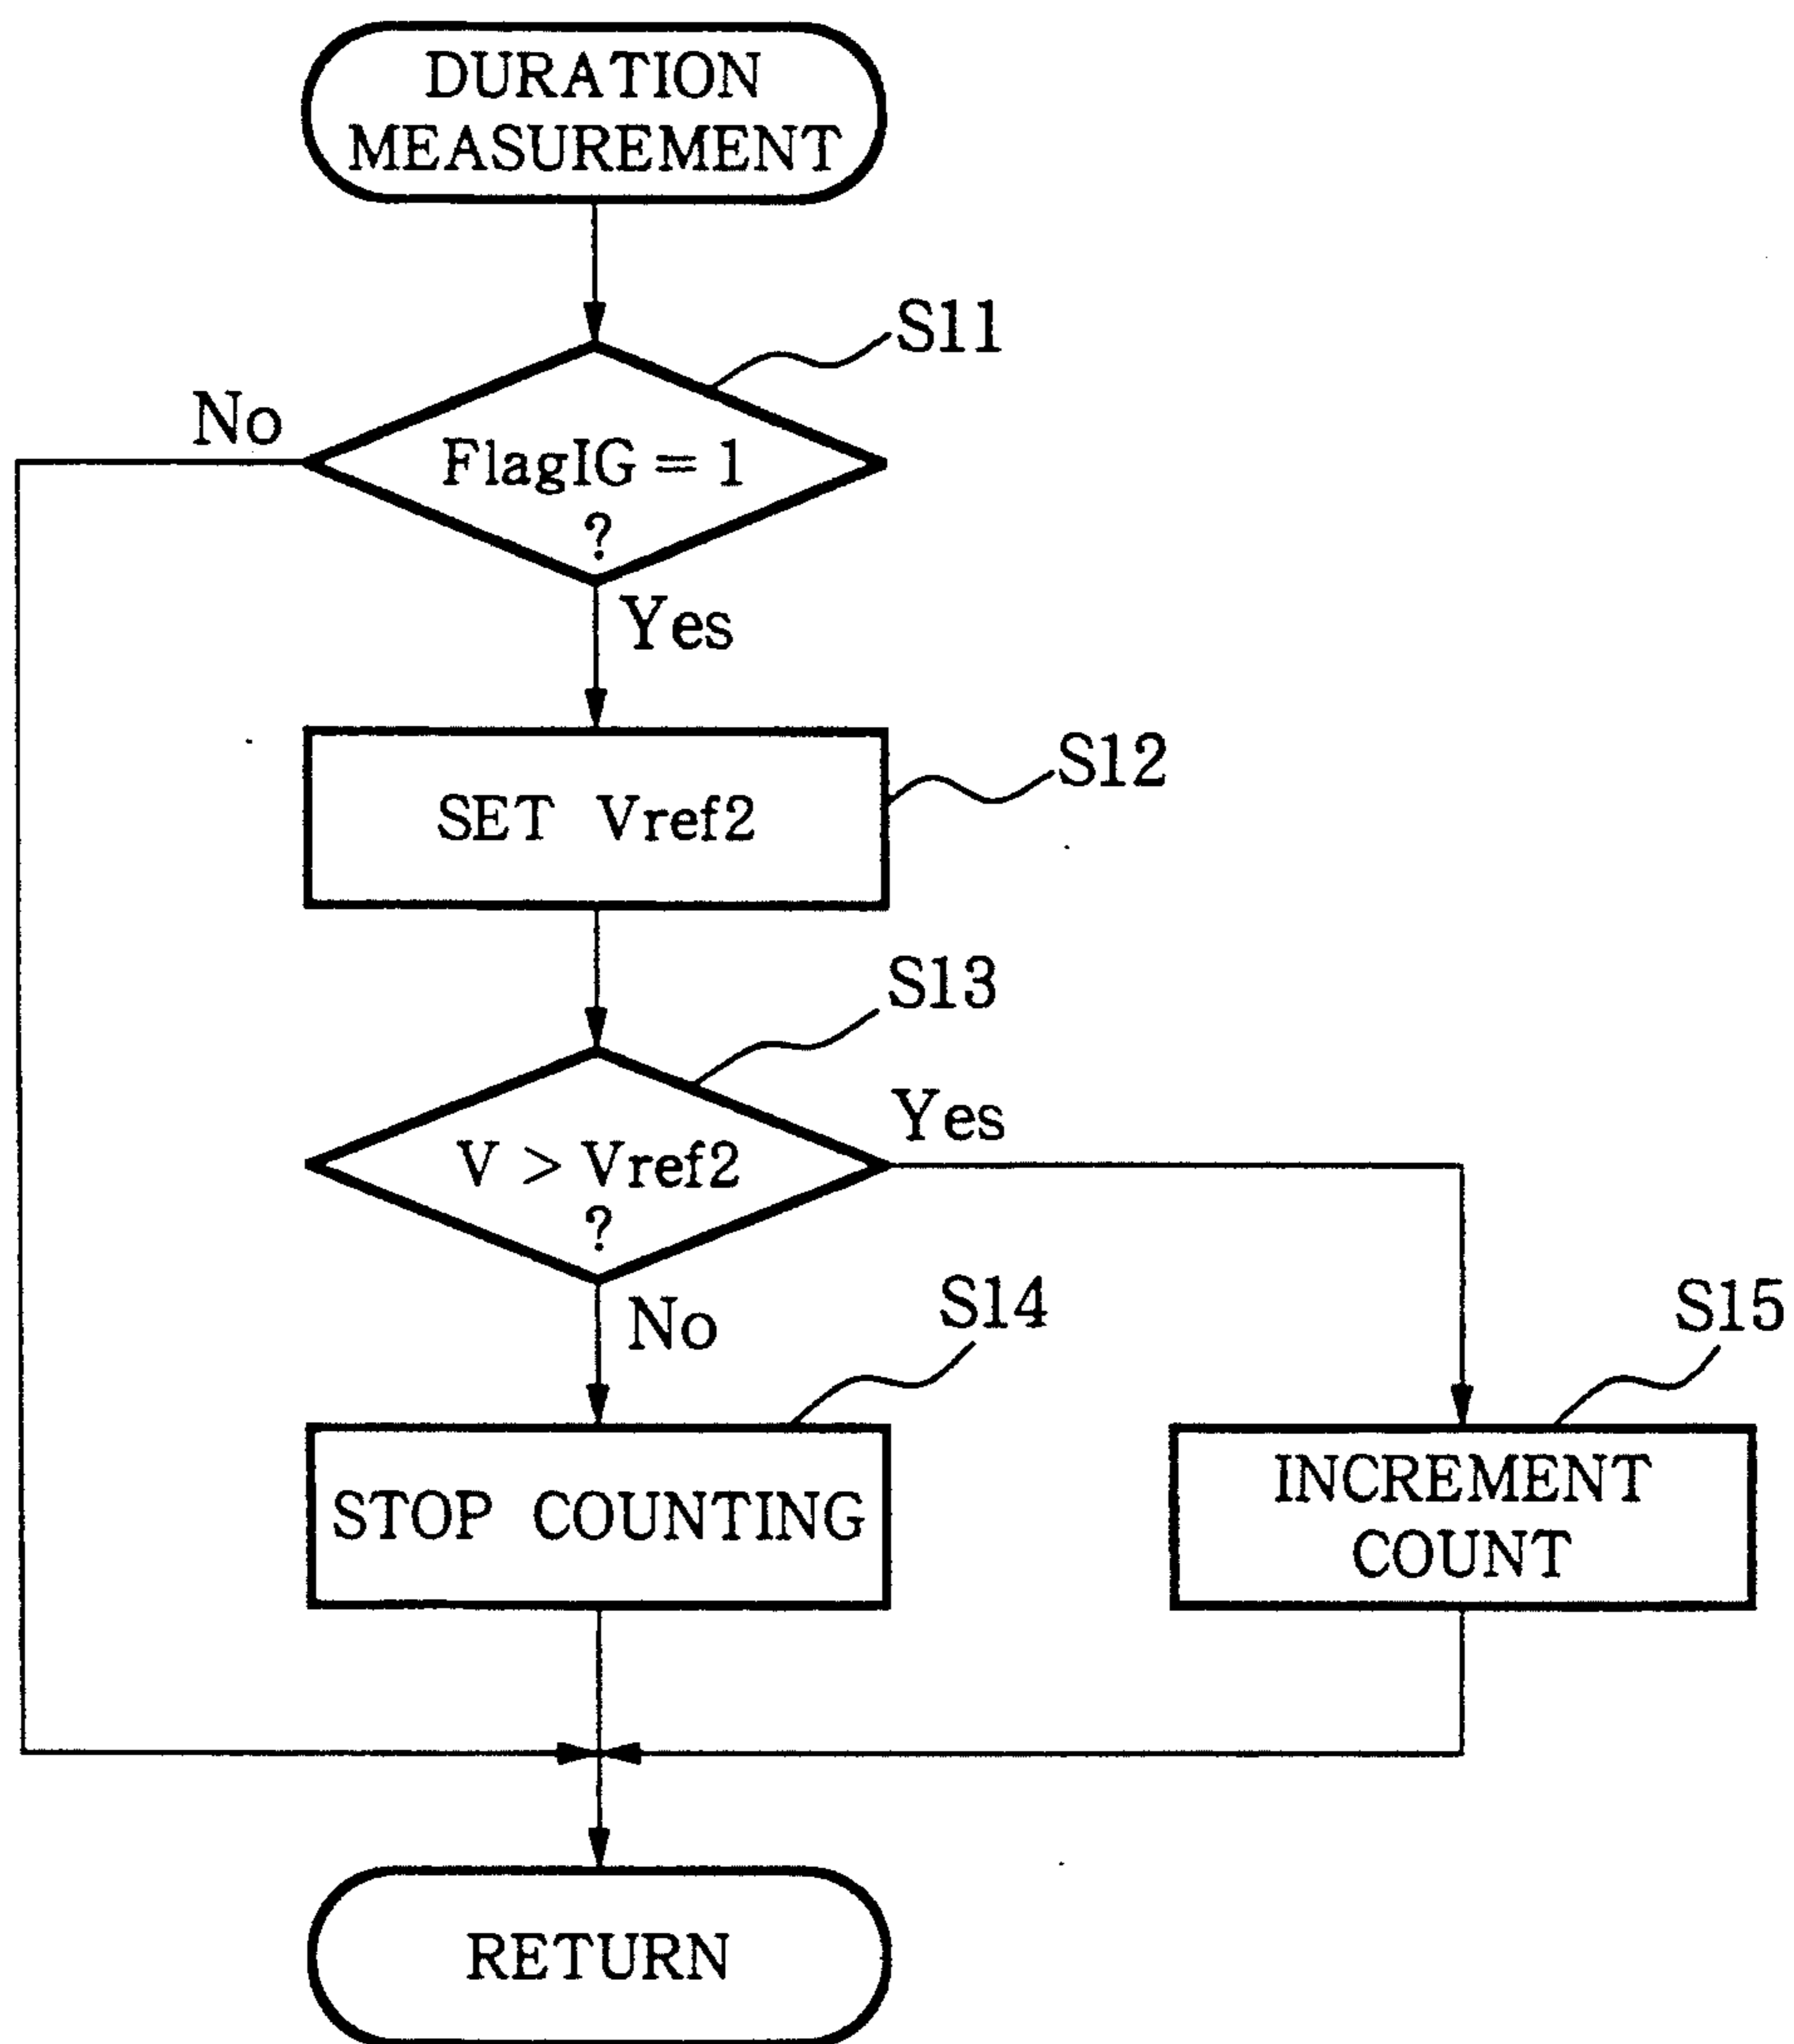 DURATION
MEASUREMENT
S11
No
FlagIG = 1
?
Yes
S12
SET Vref2
S13
Yes
V > Vref2
?
No
S14
S15
STOP COUNTING
INCREMENT
COUNT
RETURN